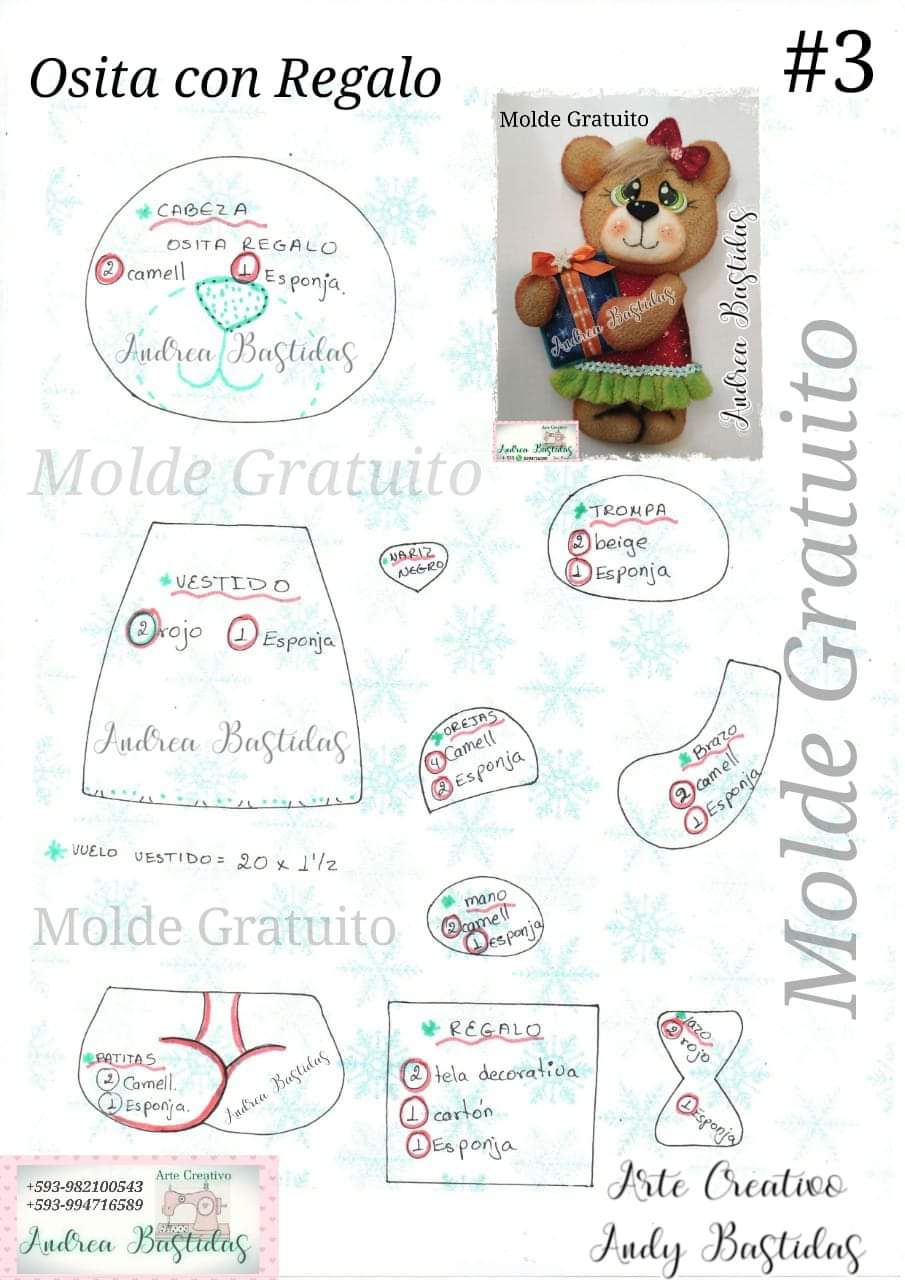 Osita con Regalo
#3
Molde Gratuito
CABEZA
OSITA REGALO
2 camell 1 Esponja.
Andrea Bastidas
Andrea Bastidas
Andrea Bastidas
Arte Creativo
Andrea Bastidas
Molde Gratuito
Molde Gratuito
TROMPA
2 beige
1 Esponja
NARIZ
NEGRO
VESTIDO
2 rojo 1 Esponja
Andrea Bastidas
OREJAS
4 Camell
2 Esponja
Brazo
2 camell
1 Esponja
VUELO VESTIDO = 20 x 1 1/2
mano
2 camell
1 Esponja
Molde Gratuito
PATITAS
2 Camell.
1 Esponja.
Andrea Bastidas
REGALO
2 tela decorativa
1 cartón
1 Esponja
lazo
2 rojo
1 Esponja
+593-982100543
+593-994716589
Arte Creativo
Andrea Bastidas
Arte Creativo
Andy Bastidas